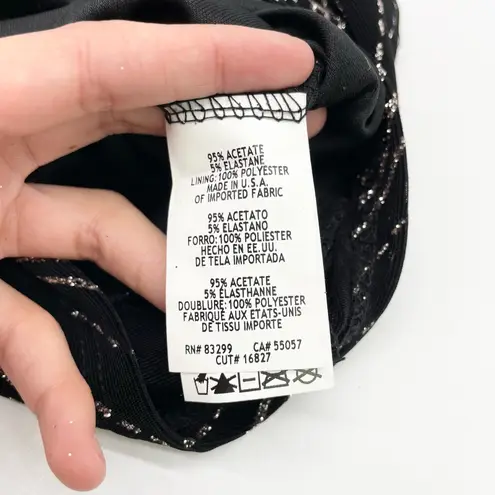 95% ACETATE
5% ELASTANE
LINING: 100% POLYESTER
MADE IN U.S.A.
OF IMPORTED FABRIC
95% ACETATO
5% ELASTANO
FORRO: 100% POLIESTER
HECHO EN EE.UU.
DE TELA IMPORTADA
95% ACETATE
5% ELASTHANNE
DOUBLURE: 100% POLYESTER
FABRIQUÉ AUX ETATS-UNIS
DE TISSU IMPORTE
RN# 83299 CA# 55057
CUT# 16827